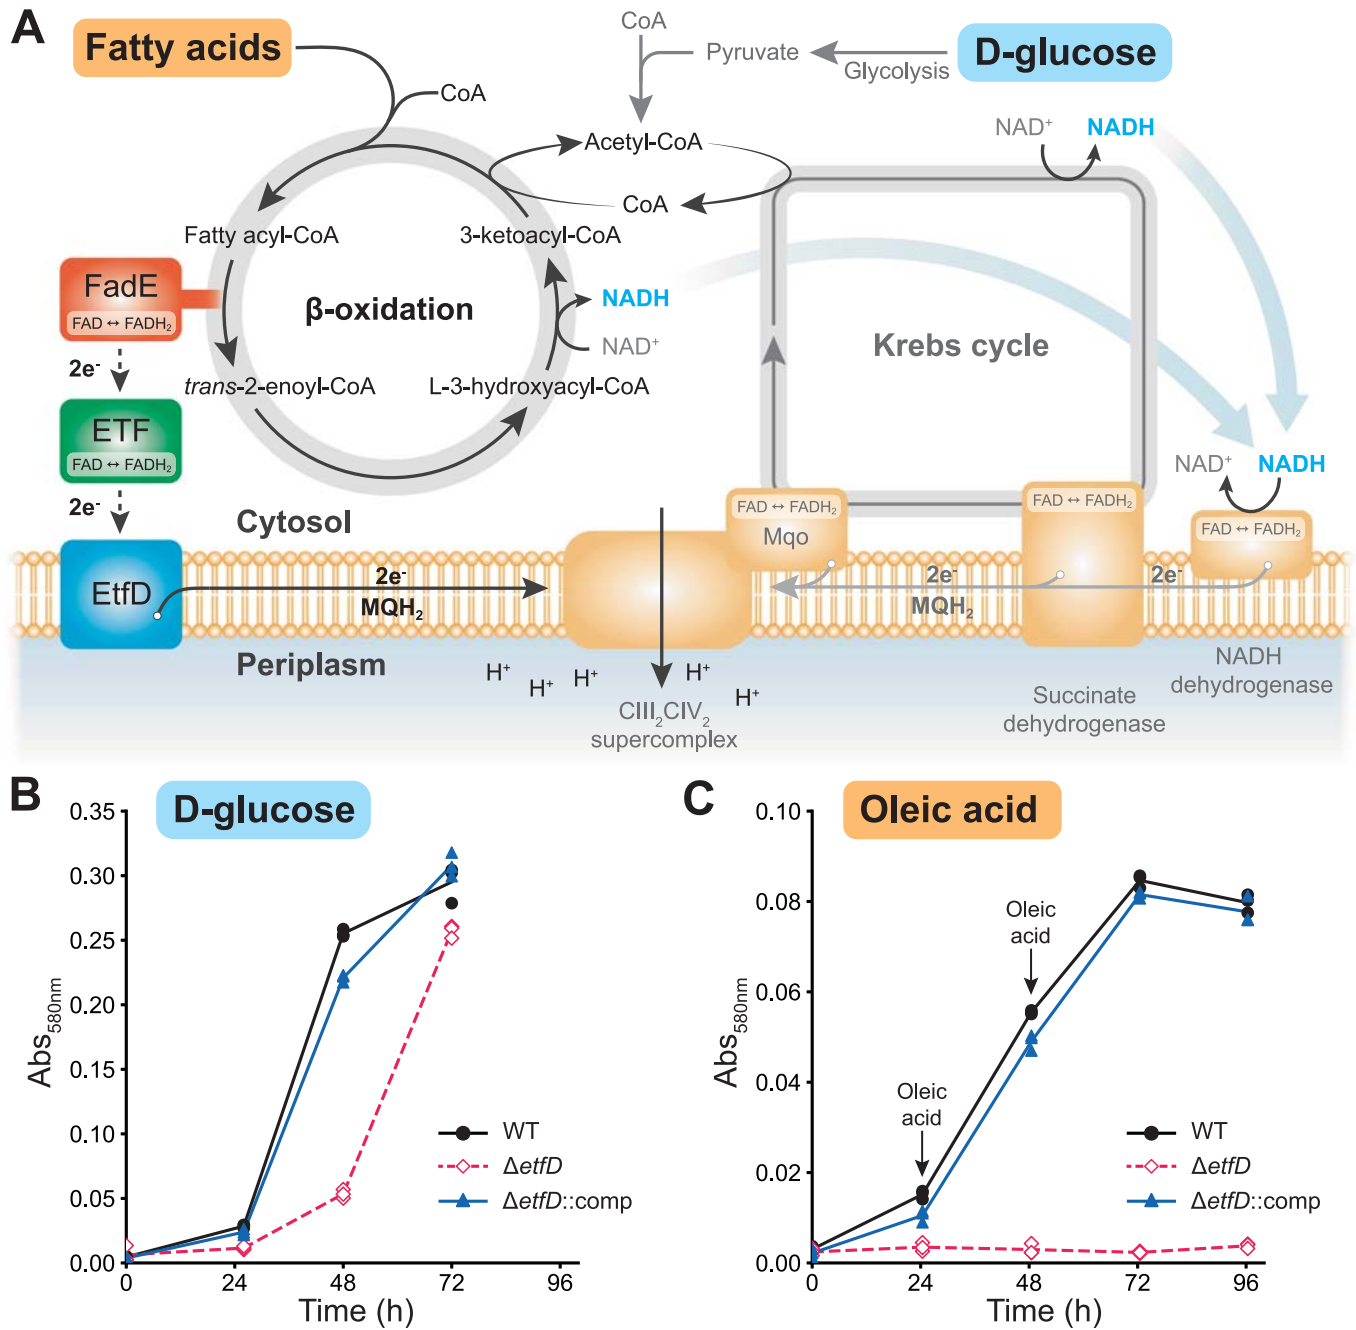 A
Fatty acids
CoA
D-glucose
Pyruvate
Glycolysis
CoA
NAD⁺
NADH
Acetyl-CoA
CoA
Fatty acyl-CoA
3-ketoacyl-CoA
FadE
FAD ↔ FADH₂
β-oxidation
NADH
NAD⁺
Krebs cycle
2e⁻
trans-2-enoyl-CoA
L-3-hydroxyacyl-CoA
ETF
FAD ↔ FADH₂
NAD⁺
NADH
2e⁻
Cytosol
FAD ↔ FADH₂
Mqo
FAD ↔ FADH₂
FAD ↔ FADH₂
EtfD
2e⁻
MQH₂
2e⁻
MQH₂
2e⁻
Periplasm
H⁺
H⁺
H⁺
H⁺
H⁺
CIII₂CIV₂
supercomplex
Succinate
dehydrogenase
NADH
dehydrogenase
B
D-glucose
0.35
0.30
0.25
0.20
0.15
0.10
0.05
0.00
Abs₅₈₀ₙₘ
WT
ΔetfD
ΔetfD::comp
0
24
48
72
96
Time (h)
C
Oleic acid
0.10
0.08
0.06
0.04
0.02
0.00
Abs₅₈₀ₙₘ
Oleic
acid
Oleic
acid
WT
ΔetfD
ΔetfD::comp
0
24
48
72
96
Time (h)